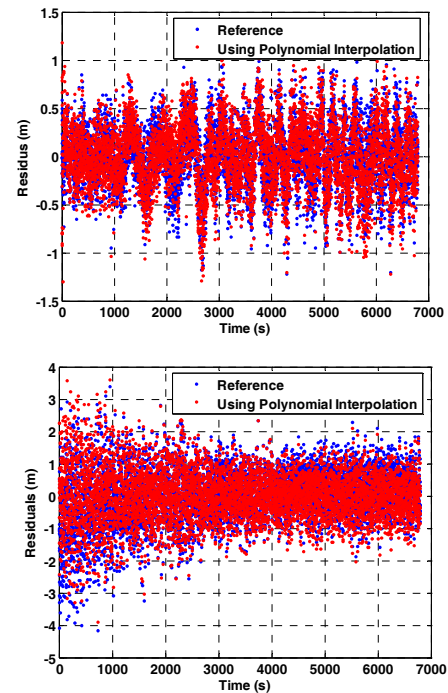 1.5
Reference
Using Polynomial Interpolation
1
0.5
0
-0.5
-1
-1.5
Residus (m)
0 1000 2000 3000 4000 5000 6000 7000
Time (s)
4
Reference
Using Polynomial Interpolation
3
2
1
0
-1
-2
-3
-4
-5
Residuals (m)
0 1000 2000 3000 4000 5000 6000 7000
Time (s)